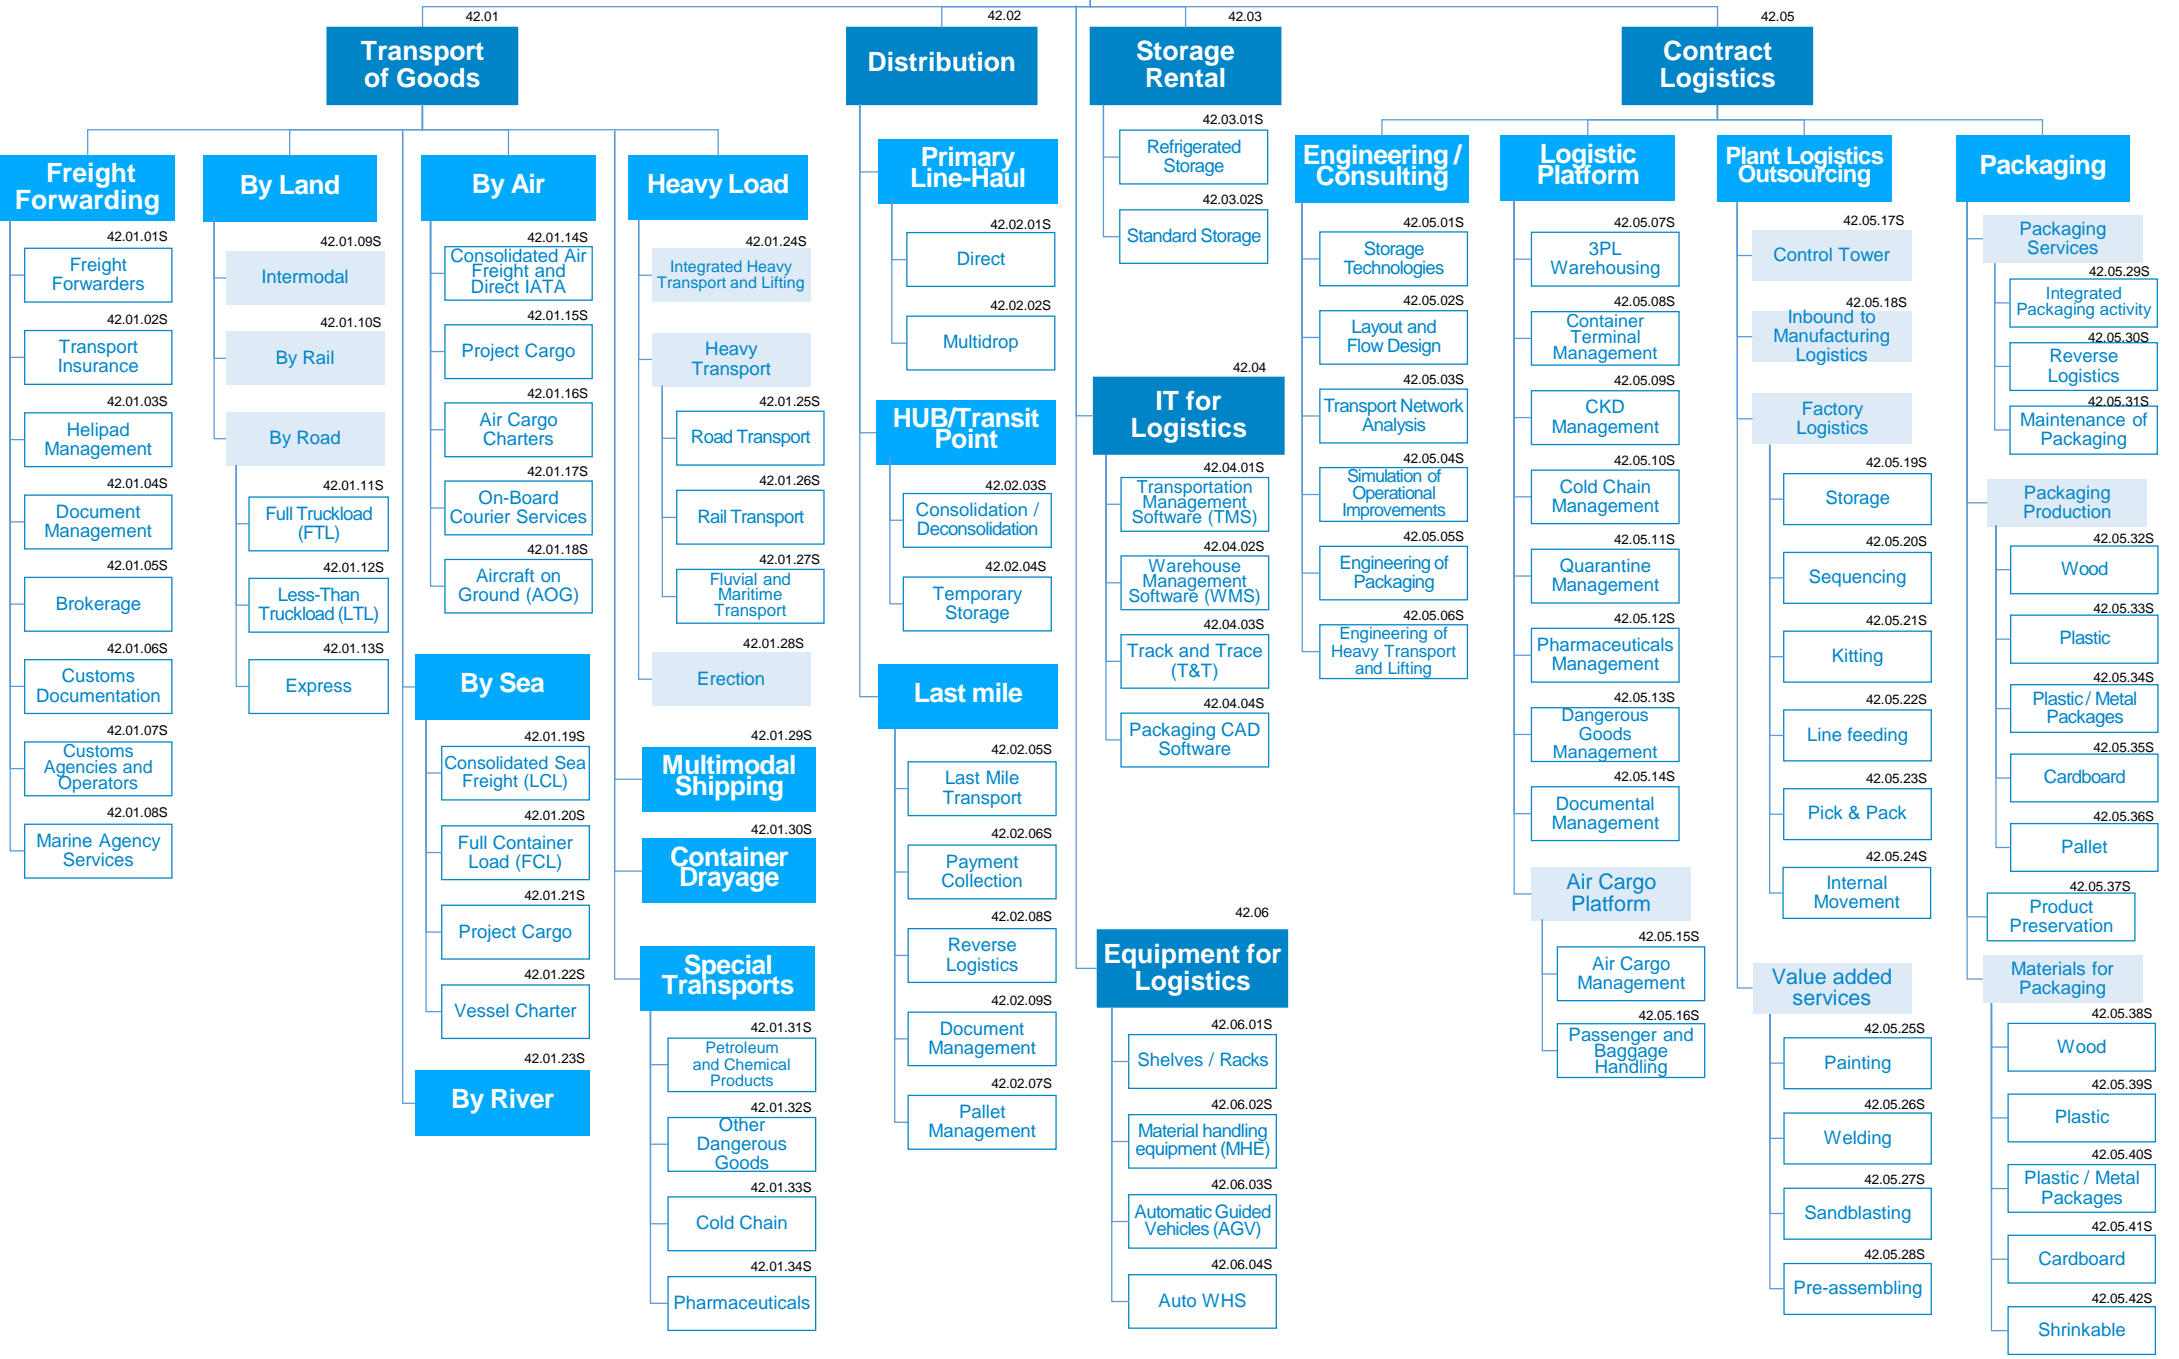 42.01
Transport
of Goods
Freight
Forwarding
42.01.01S
Freight
Forwarders
42.01.02S
Transport
Insurance
42.01.03S
Helipad
Management
42.01.04S
Document
Management
42.01.05S
Brokerage
42.01.06S
Customs
Documentation
42.01.07S
Customs
Agencies and
Operators
42.01.08S
Marine Agency
Services
By Land
42.01.09S
Intermodal
42.01.10S
By Rail
By Road
42.01.11S
Full Truckload
(FTL)
42.01.12S
Less-Than
Truckload (LTL)
42.01.13S
Express
By Air
42.01.14S
Consolidated Air
Freight and
Direct IATA
42.01.15S
Project Cargo
42.01.16S
Air Cargo
Charters
42.01.17S
On-Board
Courier Services
42.01.18S
Aircraft on
Ground (AOG)
By Sea
42.01.19S
Consolidated Sea
Freight (LCL)
42.01.20S
Full Container
Load (FCL)
42.01.21S
Project Cargo
42.01.22S
Vessel Charter
42.01.23S
By River
Heavy Load
42.01.24S
Integrated Heavy
Transport and Lifting
Heavy
Transport
42.01.25S
Road Transport
42.01.26S
Rail Transport
42.01.27S
Fluvial and
Maritime
Transport
42.01.28S
Erection
42.01.29S
Multimodal
Shipping
42.01.30S
Container
Drayage
Special
Transports
42.01.31S
Petroleum
and Chemical
Products
42.01.32S
Other
Dangerous
Goods
42.01.33S
Cold Chain
42.01.34S
Pharmaceuticals
42.02
Distribution
Primary
Line-Haul
42.02.01S
Direct
42.02.02S
Multidrop
HUB/Transit
Point
42.02.03S
Consolidation /
Deconsolidation
42.02.04S
Temporary
Storage
Last mile
42.02.05S
Last Mile
Transport
42.02.06S
Payment
Collection
42.02.08S
Reverse
Logistics
42.02.09S
Document
Management
42.02.07S
Pallet
Management
42.03
Storage
Rental
42.03.01S
Refrigerated
Storage
42.03.02S
Standard Storage
42.04
IT for
Logistics
42.04.01S
Transportation
Management
Software (TMS)
42.04.02S
Warehouse
Management
Software (WMS)
42.04.03S
Track and Trace
(T&T)
42.04.04S
Packaging CAD
Software
42.06
Equipment for
Logistics
42.06.01S
Shelves / Racks
42.06.02S
Material handling
equipment (MHE)
42.06.03S
Automatic Guided
Vehicles (AGV)
42.06.04S
Auto WHS
42.05
Contract
Logistics
Engineering /
Consulting
42.05.01S
Storage
Technologies
42.05.02S
Layout and
Flow Design
42.05.03S
Transport Network
Analysis
42.05.04S
Simulation of
Operational
Improvements
42.05.05S
Engineering of
Packaging
42.05.06S
Engineering of
Heavy Transport
and Lifting
Logistic
Platform
42.05.07S
3PL
Warehousing
42.05.08S
Container
Terminal
Management
42.05.09S
CKD
Management
42.05.10S
Cold Chain
Management
42.05.11S
Quarantine
Management
42.05.12S
Pharmaceuticals
Management
42.05.13S
Dangerous
Goods
Management
42.05.14S
Documental
Management
Air Cargo
Platform
42.05.15S
Air Cargo
Management
42.05.16S
Passenger and
Baggage
Handling
Plant Logistics
Outsourcing
42.05.17S
Control Tower
42.05.18S
Inbound to
Manufacturing
Logistics
Factory
Logistics
42.05.19S
Storage
42.05.20S
Sequencing
42.05.21S
Kitting
42.05.22S
Line feeding
42.05.23S
Pick & Pack
42.05.24S
Internal
Movement
Value added
services
42.05.25S
Painting
42.05.26S
Welding
42.05.27S
Sandblasting
42.05.28S
Pre-assembling
Packaging
Packaging
Services
42.05.29S
Integrated
Packaging activity
42.05.30S
Reverse
Logistics
42.05.31S
Maintenance of
Packaging
Packaging
Production
42.05.32S
Wood
42.05.33S
Plastic
42.05.34S
Plastic / Metal
Packages
42.05.35S
Cardboard
42.05.36S
Pallet
42.05.37S
Product
Preservation
Materials for
Packaging
42.05.38S
Wood
42.05.39S
Plastic
42.05.40S
Plastic / Metal
Packages
42.05.41S
Cardboard
42.05.42S
Shrinkable